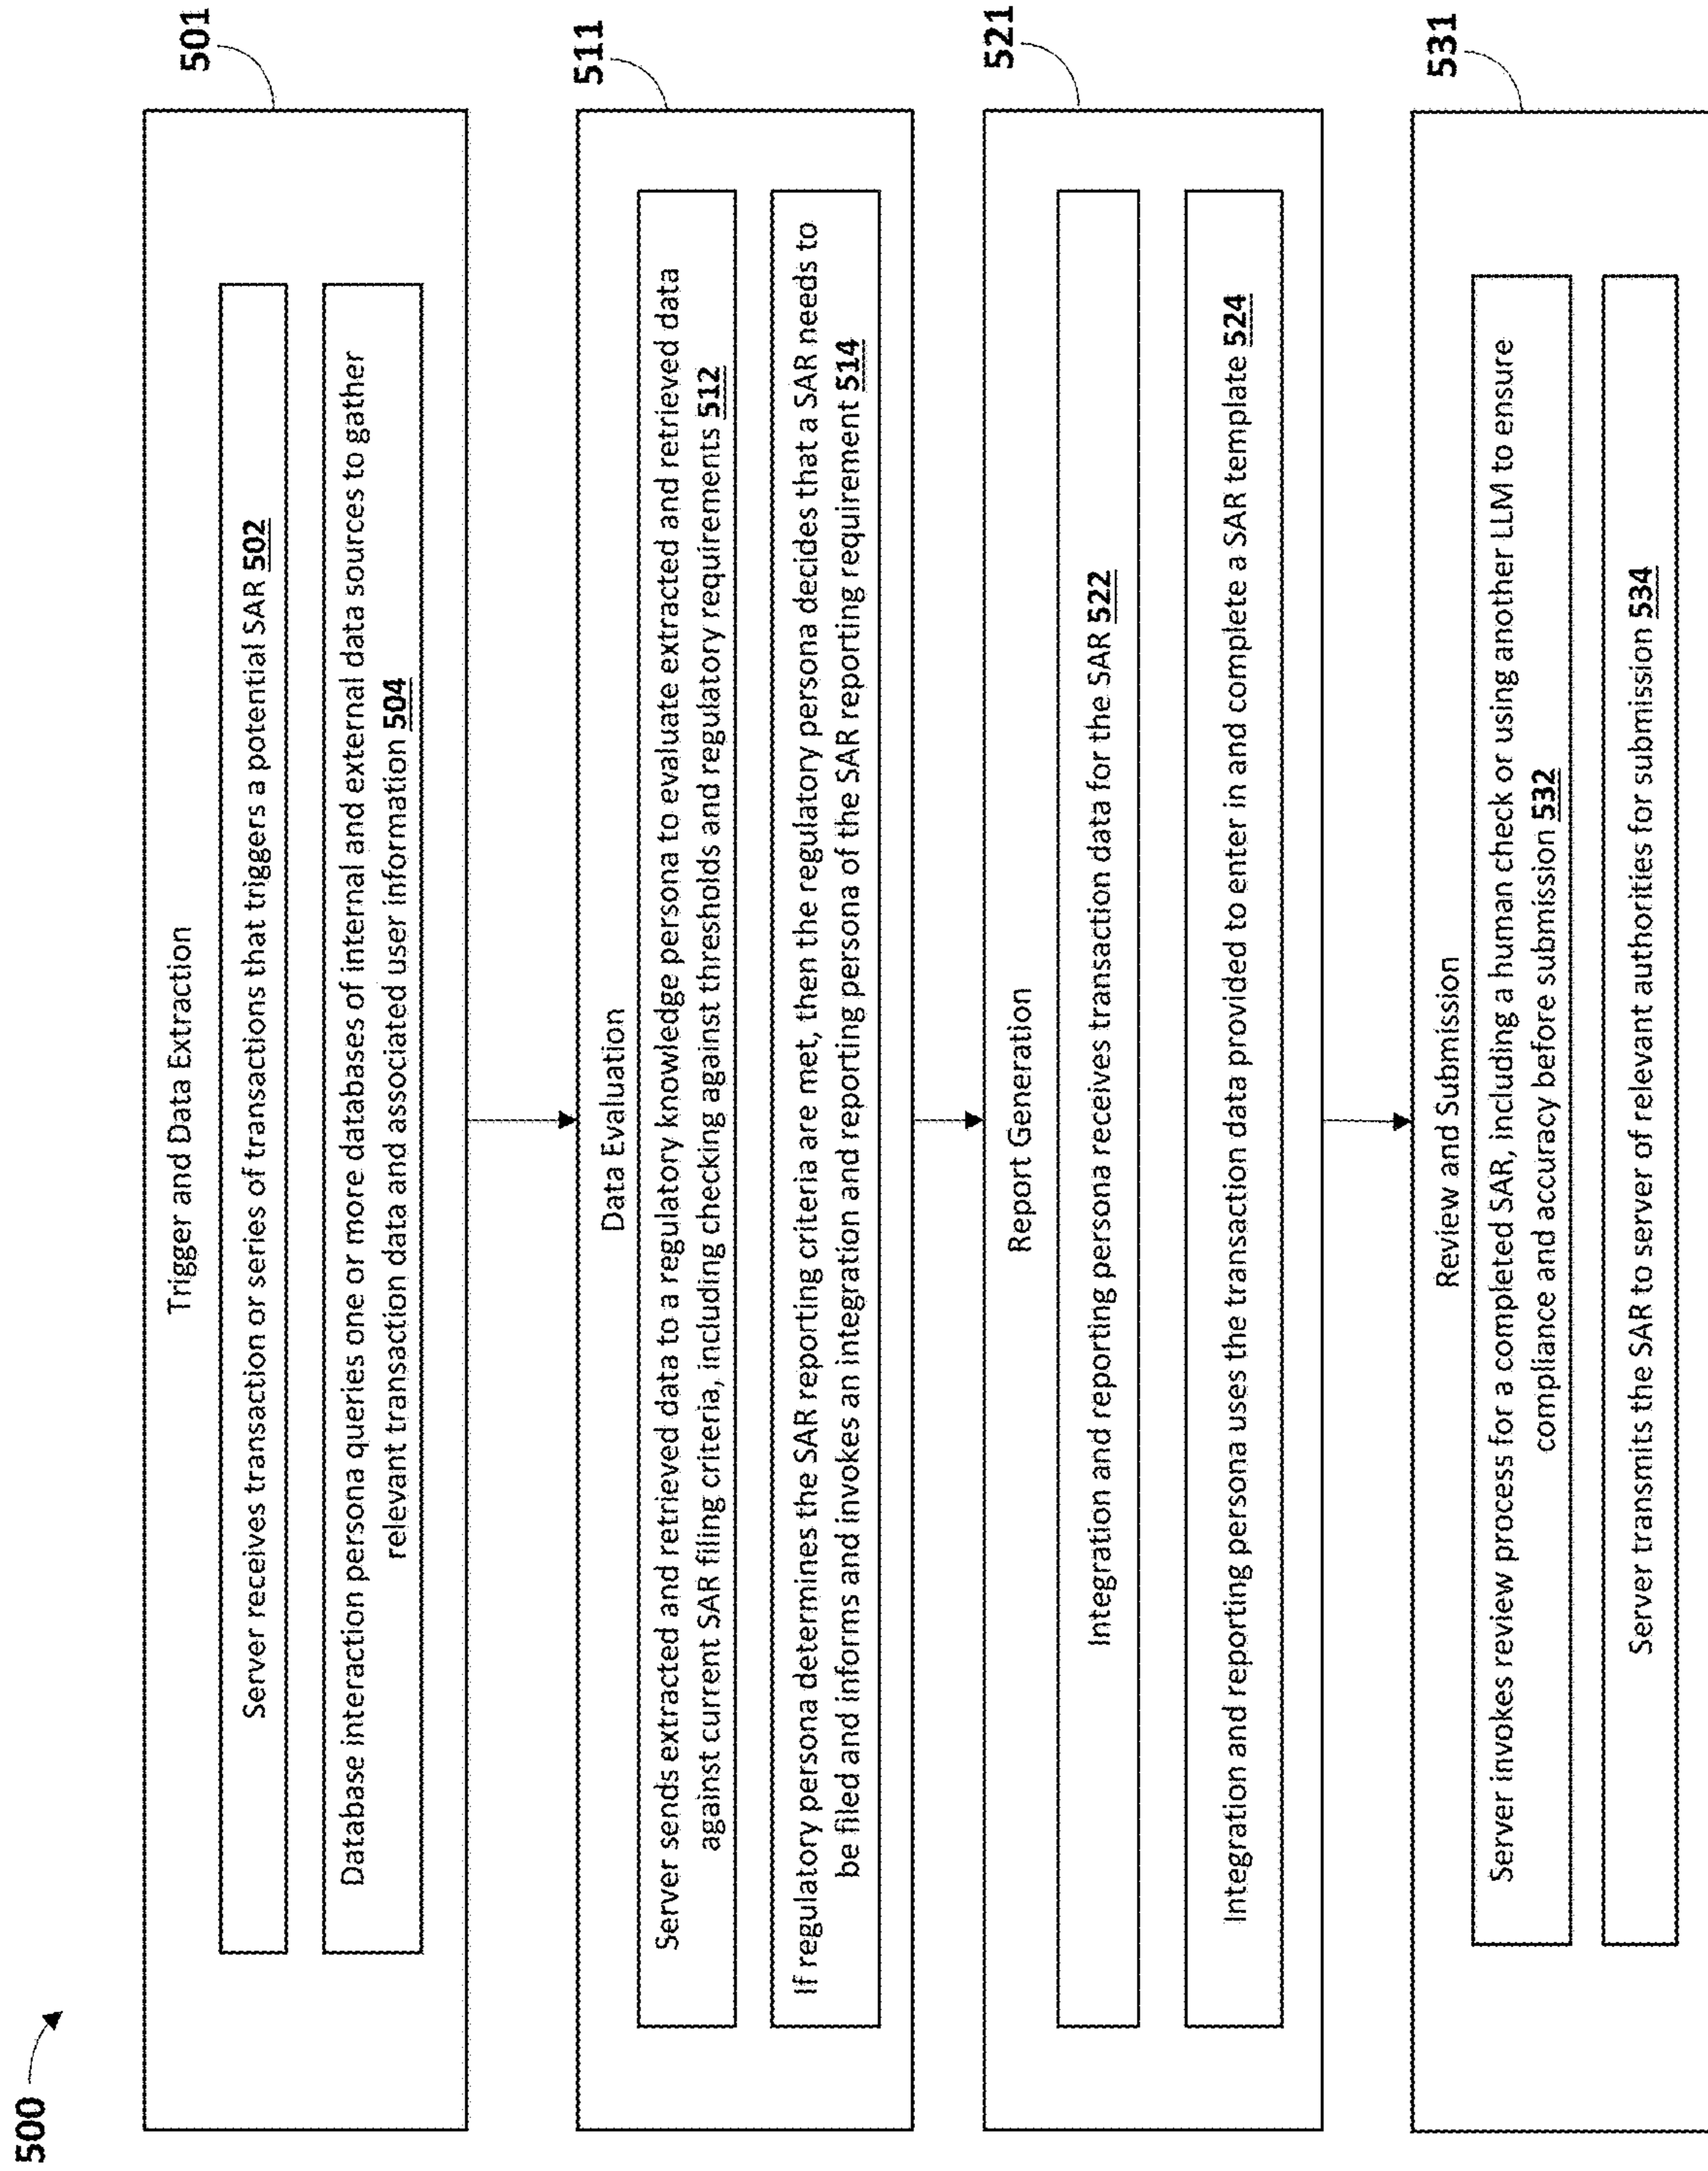 500
501
Trigger and Data Extraction
Server receives transaction or series of transactions that triggers a potential SAR 502
Database interaction persona queries one or more databases of internal and external data sources to gather
relevant transaction data and associated user information 504
511
Data Evaluation
Server sends extracted and retrieved data to a regulatory knowledge persona to evaluate extracted and retrieved data
against current SAR filing criteria, including checking against thresholds and regulatory requirements 512
If regulatory persona determines the SAR reporting criteria are met, then the regulatory persona decides that a SAR needs to
be filed and informs and invokes an integration and reporting persona of the SAR reporting requirement 514
521
Report Generation
Integration and reporting persona receives transaction data for the SAR 522
Integration and reporting persona uses the transaction data provided to enter in and complete a SAR template 524
531
Review and Submission
Server invokes review process for a completed SAR, including a human check or using another LLM to ensure
compliance and accuracy before submission 532
Server transmits the SAR to server of relevant authorities for submission 534